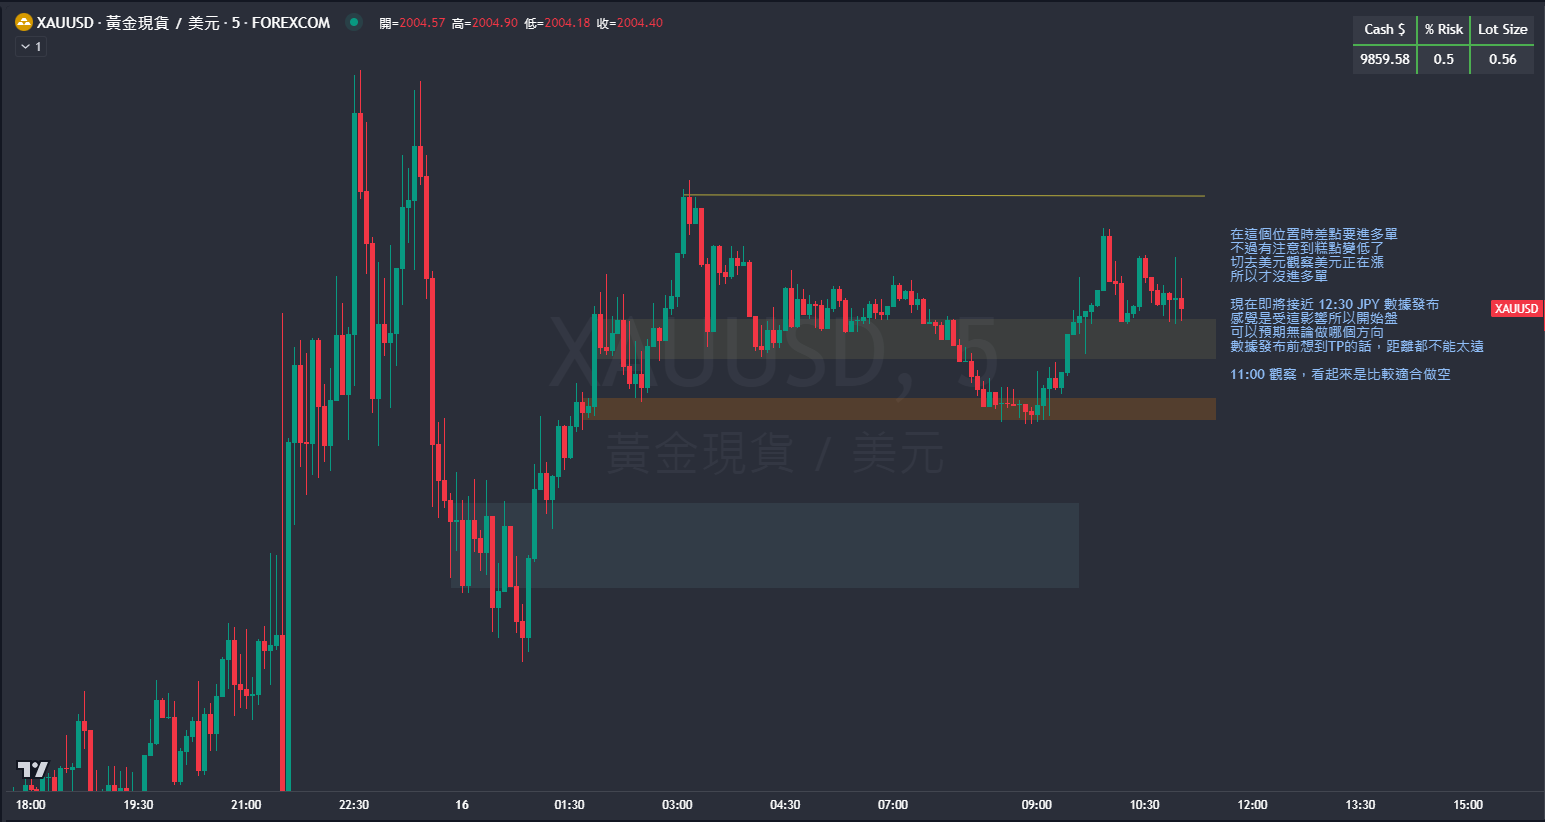 XAUUSD · 黃金現貨 / 美元 · 5 · FOREXCOM 開=2004.57 高=2004.90 低=2004.18 收=2004.40
1
Cash $ % Risk Lot Size
9859.58 0.5 0.56
在這個位置時差點要進多單
不過有注意到糕點變低了
切去美元觀察美元正在漲
所以才沒進多單
現在即將接近 12:30 JPY 數據發布
感覺是受這影響所以開始盤
可以預期無論做哪個方向
數據發布前想到TP的話，距離都不能太遠
11:00 觀察，看起來是比較適合做空
XAUUSD
XAUUSD, 5
黃金現貨 / 美元
18:00 19:30 21:00 22:30 16 01:30 03:00 04:30 07:00 09:00 10:30 12:00 13:30 15:00